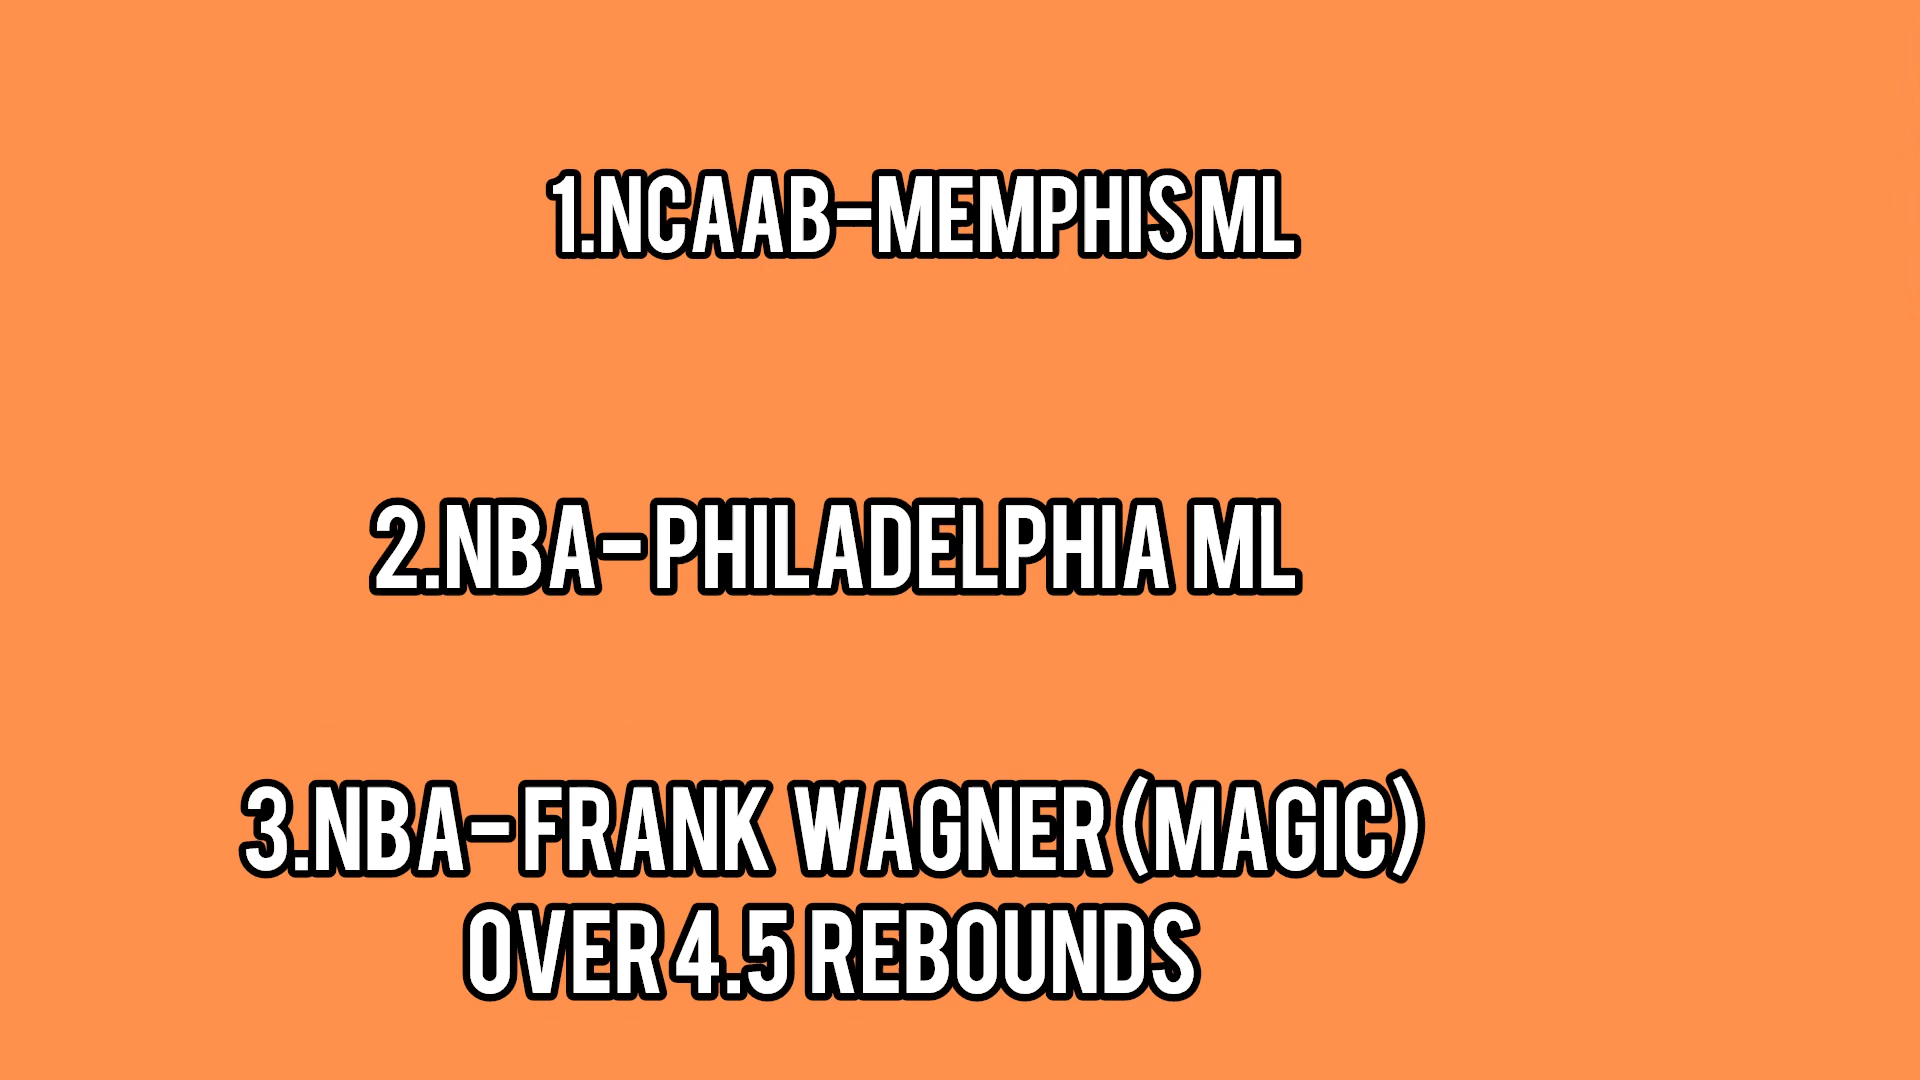 1.NCAAB-MEMPHIS ML
2.NBA-PHILADELPHIA ML
3.NBA-FRANK WAGNER (MAGIC)
OVER 4.5 REBOUNDS